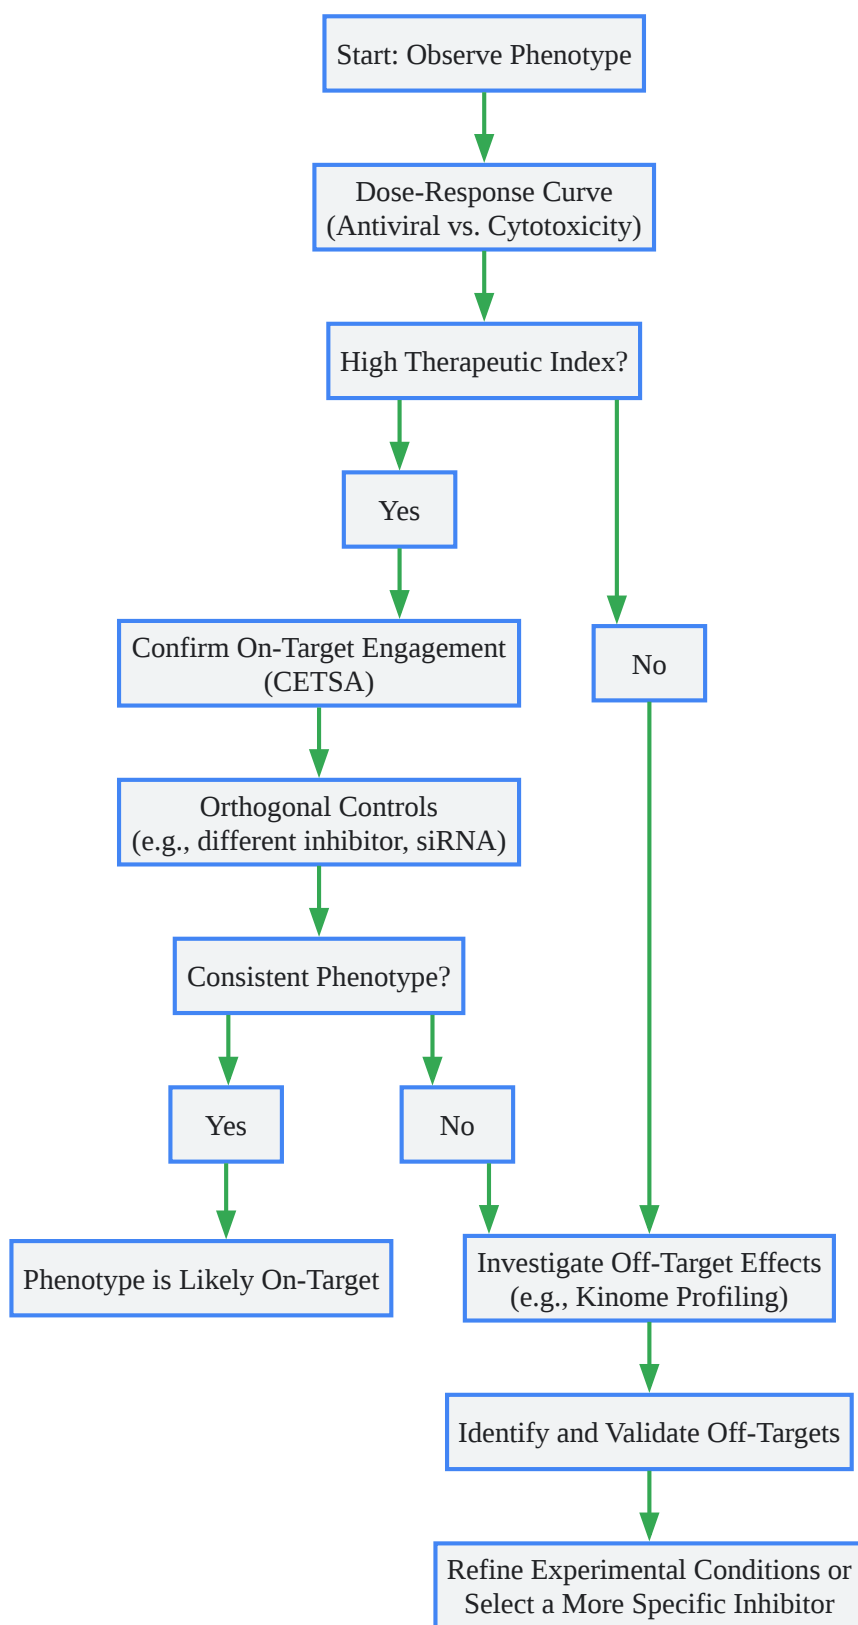 Start: Observe Phenotype
Dose-Response Curve
(Antiviral vs. Cytotoxicity)
High Therapeutic Index?
Yes
Confirm On-Target Engagement
(CETSA)
No
Orthogonal Controls
(e.g., different inhibitor, siRNA)
Consistent Phenotype?
Yes
No
Phenotype is Likely On-Target
Investigate Off-Target Effects
(e.g., Kinome Profiling)
Identify and Validate Off-Targets
Refine Experimental Conditions or
Select a More Specific Inhibitor